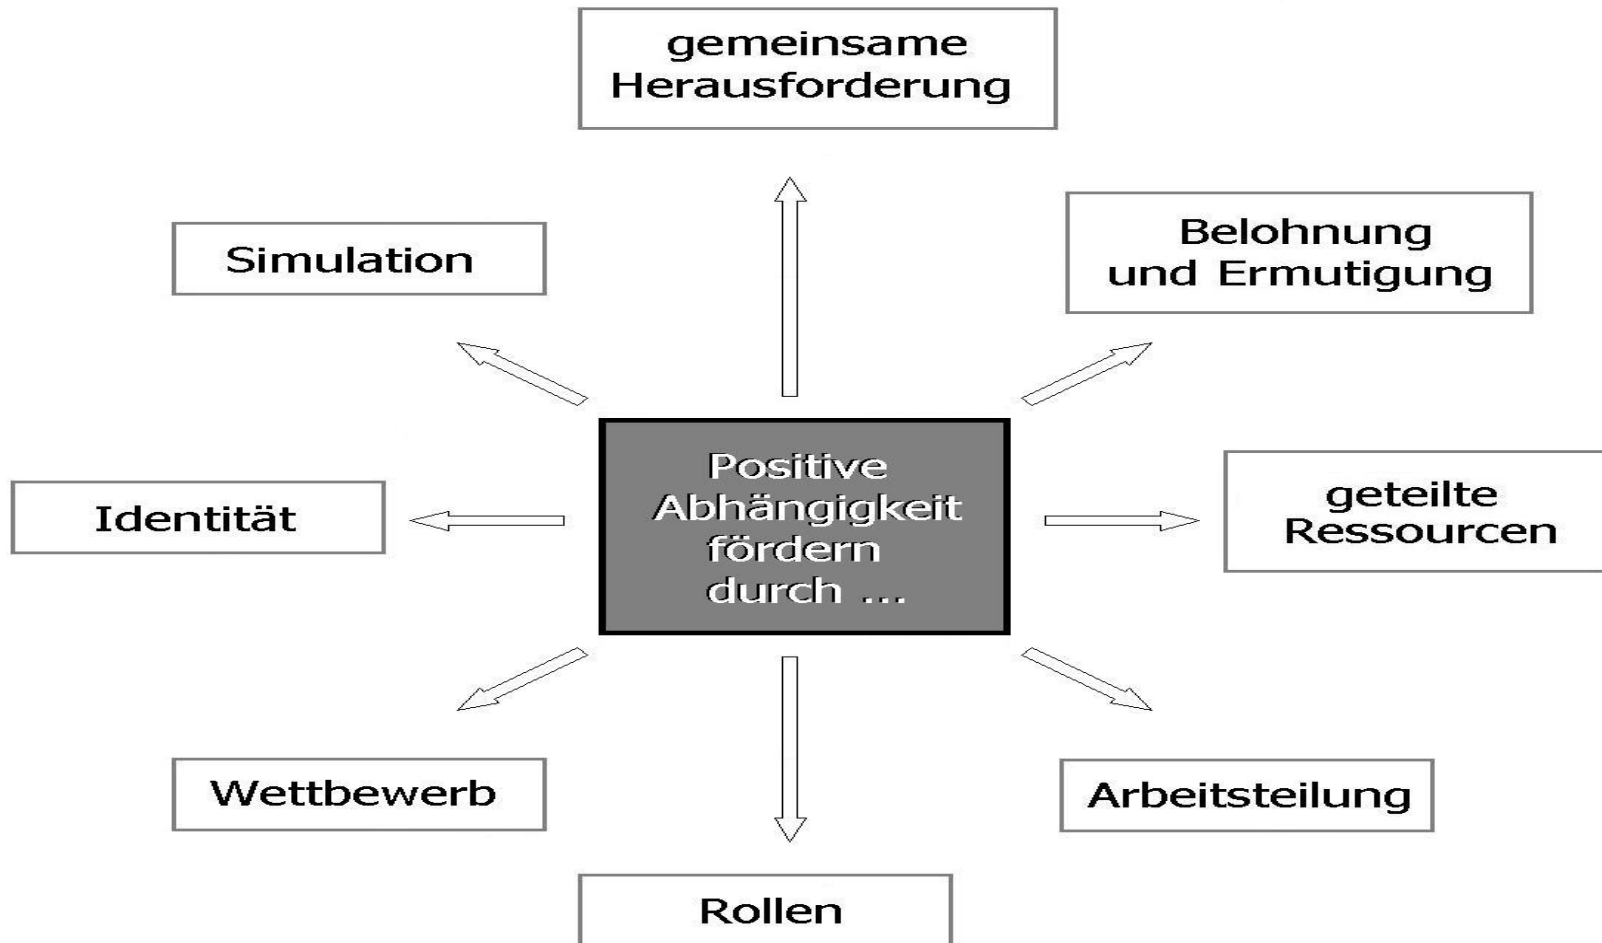 gemeinsame
Herausforderung
Simulation
Belohnung
und Ermutigung
Positive
Abhängigkeit
fördern
durch ...
Identität
geteilte
Ressourcen
Wettbewerb
Arbeitsteilung
Rollen